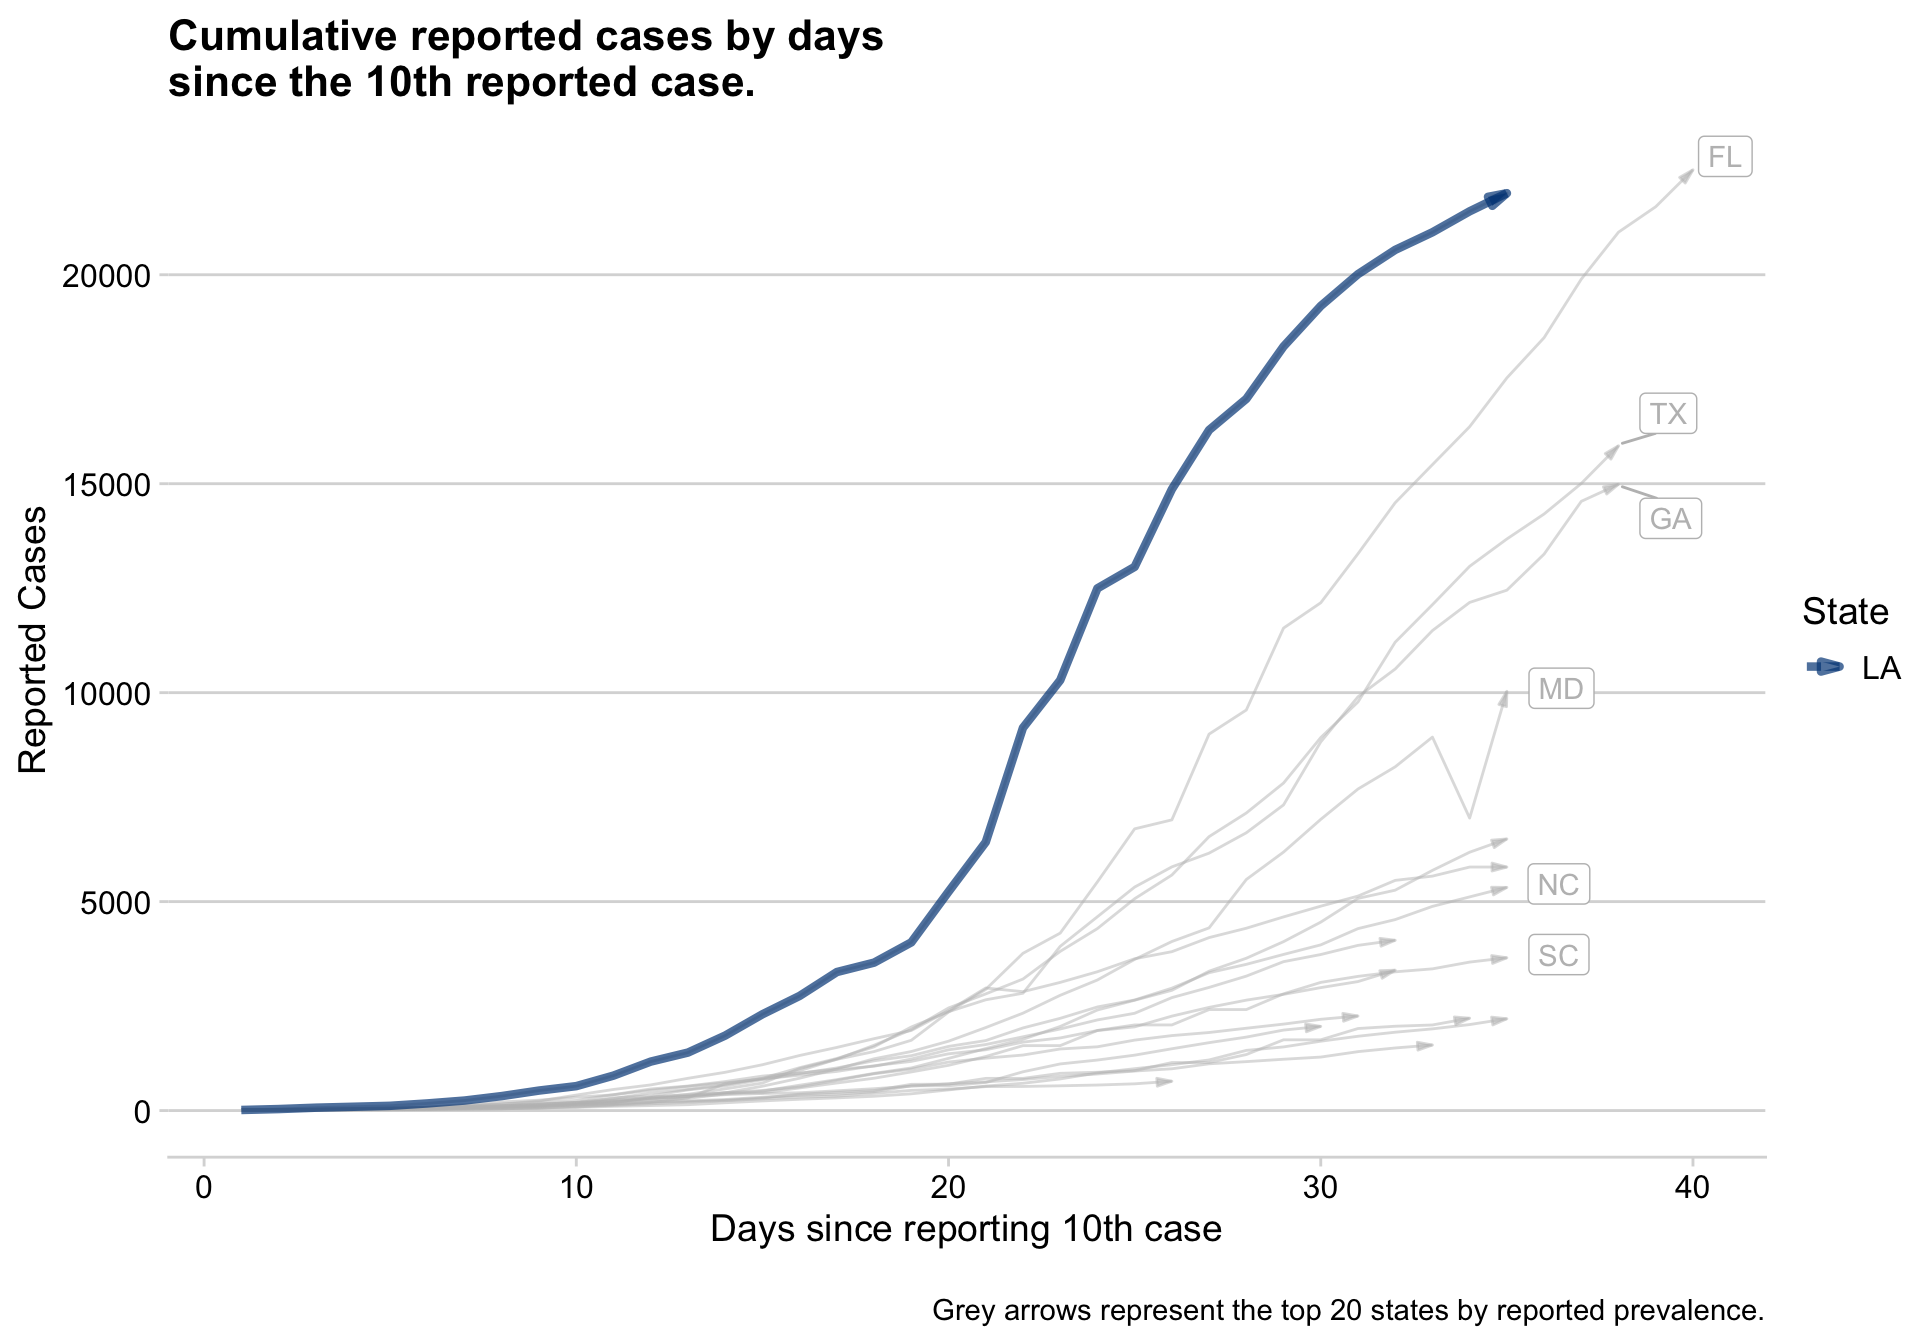 Cumulative reported cases by days
since the 10th reported case.
FL
20000
TX
15000
GA
Reported Cases
State
LA
10000
MD
5000
NC
SC
0
0 10 20 30 40
Days since reporting 10th case
Grey arrows represent the top 20 states by reported prevalence.